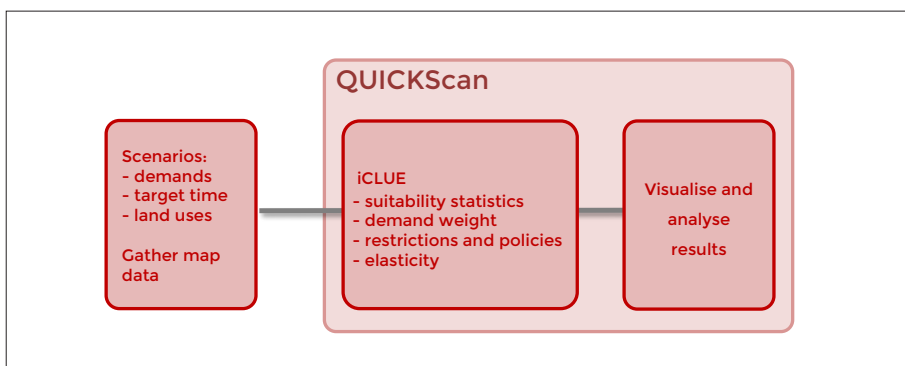 QUICKScan
Scenarios:
- demands
- target time
- land uses
Gather map
data
iCLUE
- suitability statistics
- demand weight
- restrictions and policies
- elasticity
Visualise and
analyse
results